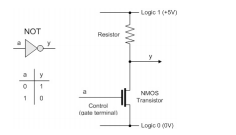 Logic 1 (+5V)
NOT
Resistor
a y
y
a y
0 1
1 0
a
NMOS
Transistor
Control
(gate terminal)
Logic 0 (0V)